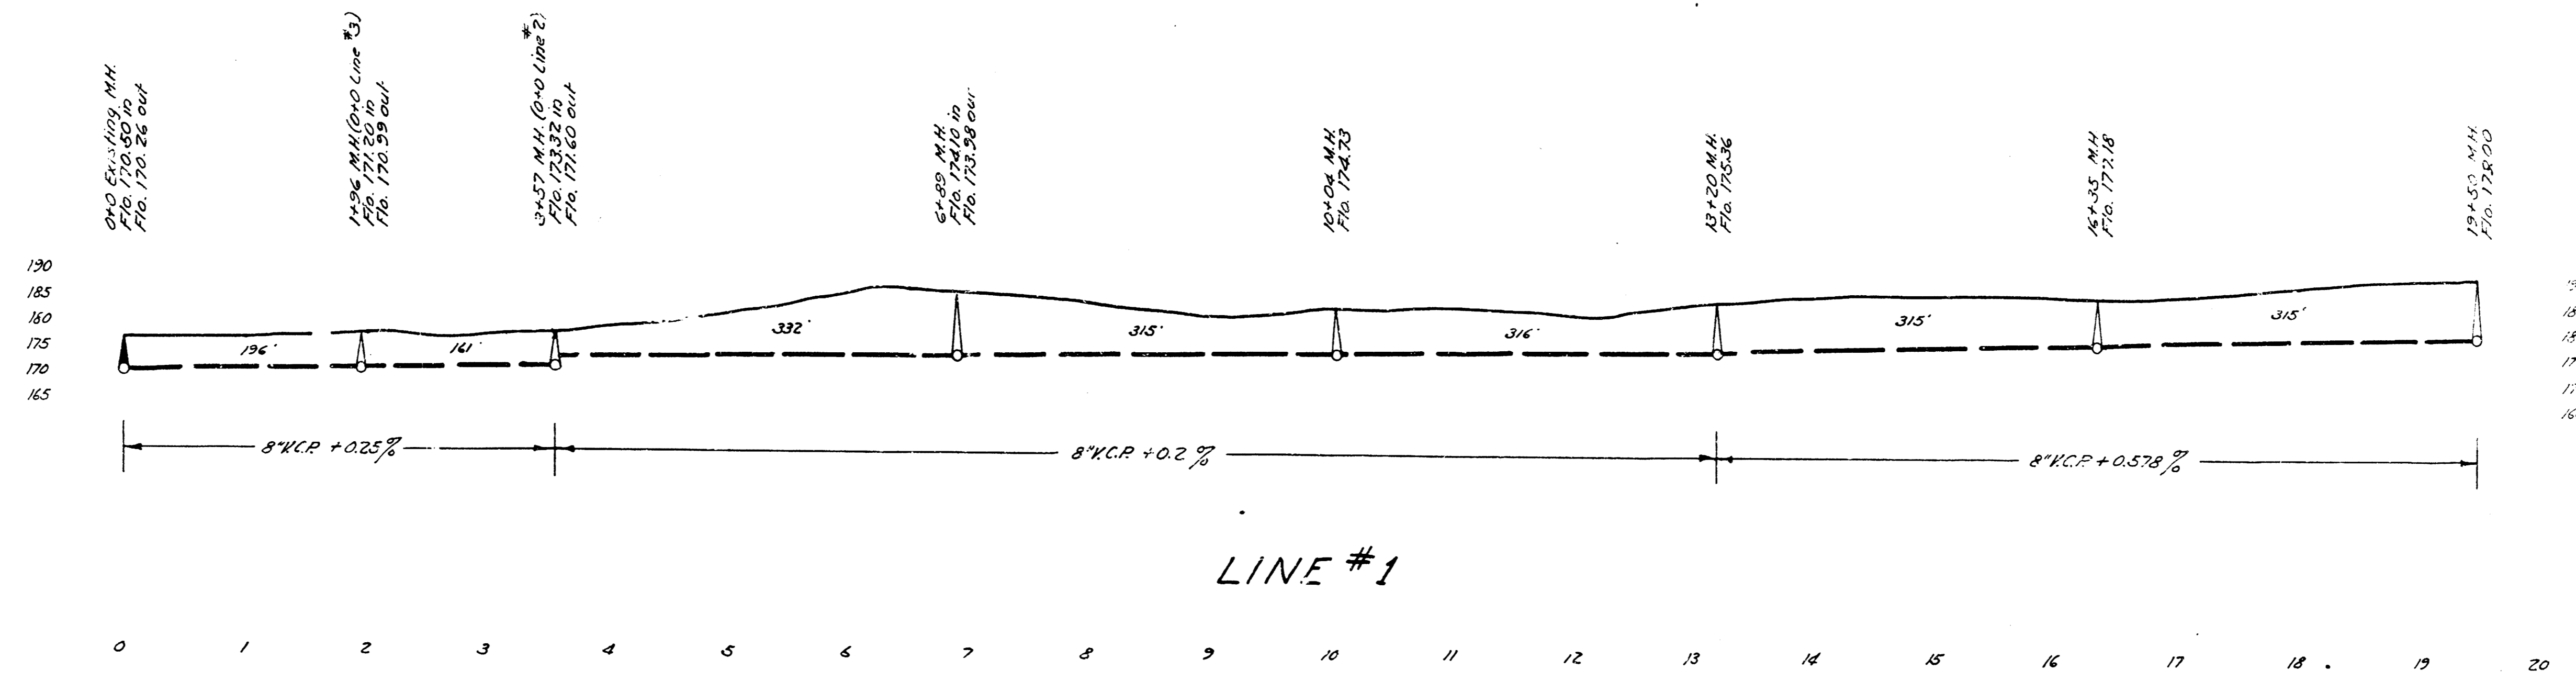 0+0 Existing M.H.
Flo. 170.50 in
Flo. 170.26 out
1+96 M.H.(0+0 Line #3)
Flo. 171.20 in
Flo. 170.99 out
3+57 M.H. (0+0 Line #2)
Flo. 173.32 in
Flo. 171.60 out
6+89 M.H.
Flo. 174.10 in
Flo. 173.98 out
10+04 M.H.
Flo. 174.73
13+20 M.H.
Flo. 175.36
16+35 M.H
Flo. 177.18
19+50 M.H.
Flo. 179.00
190
185
180
175
170
165
196'
161'
332'
315'
316'
315'
315'
8" V.C.P. +0.25%
8" V.C.P. +0.2 %
8" V.C.P. +0.578%
LINE #1
0 1 2 3 4 5 6 7 8 9 10 11 12 13 14 15 16 17 18 19 20